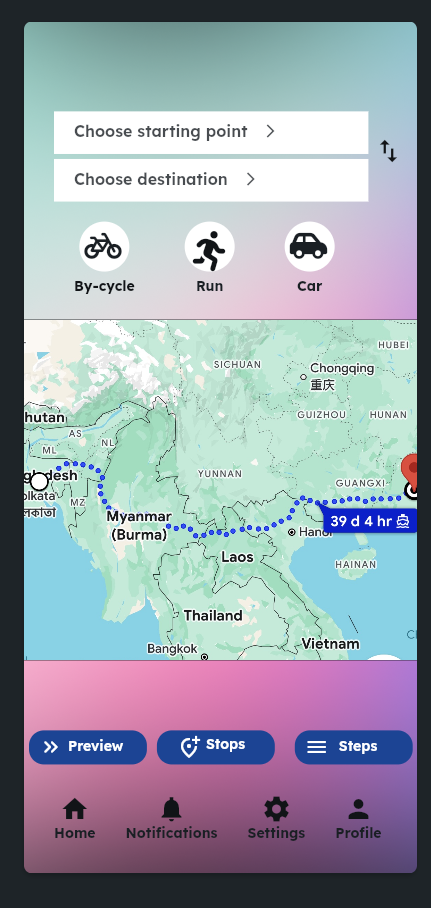 Choose starting point
Choose destination
By-cycle
Run
Car
HUBEI
SICHUAN
Chongqing
重庆
hutan
GUIZHOU
HUNAN
AS
NL
ML
gladesh
YUNNAN
GUANGXI
olkata
লকাতা
MZ
Myanmar
(Burma)
39 d 4 hr
Hanoi
Laos
HAINAN
Thailand
Vietnam
Bangkok
Preview
Stops
Steps
Home
Notifications
Settings
Profile